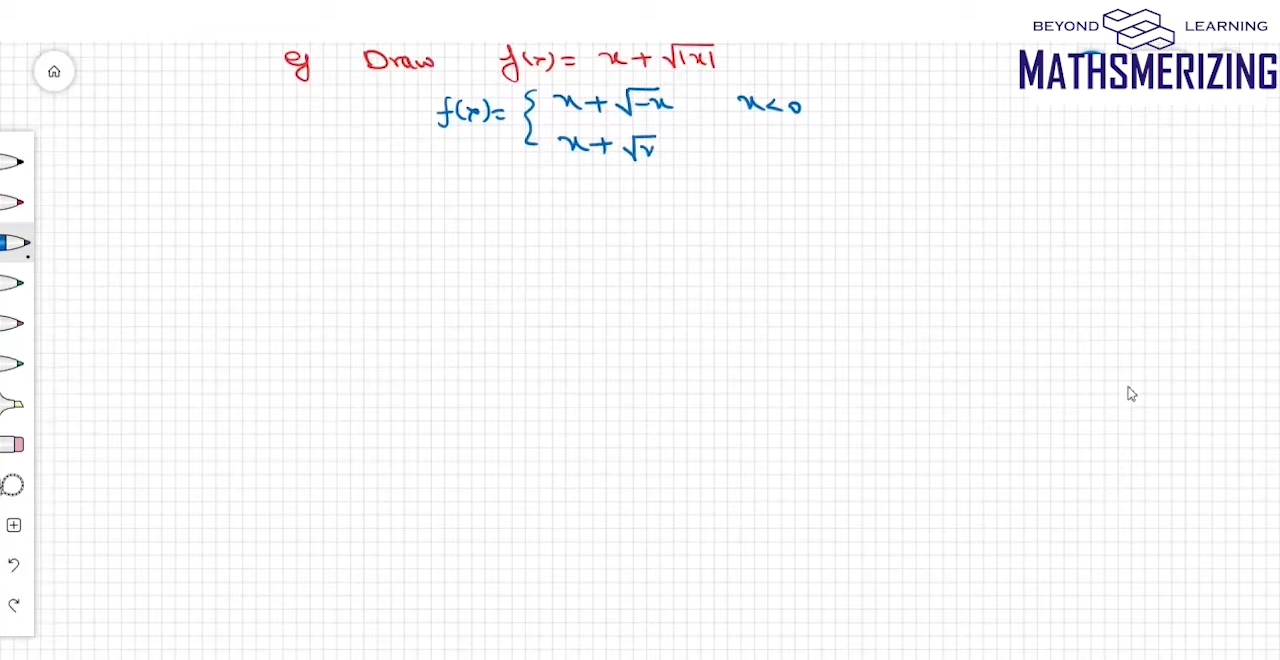 BEYOND LEARNING
MATHSMERIZING
eg Draw f(x) = x + √|x|
f(x) = { x + √-x x < 0
x + √x